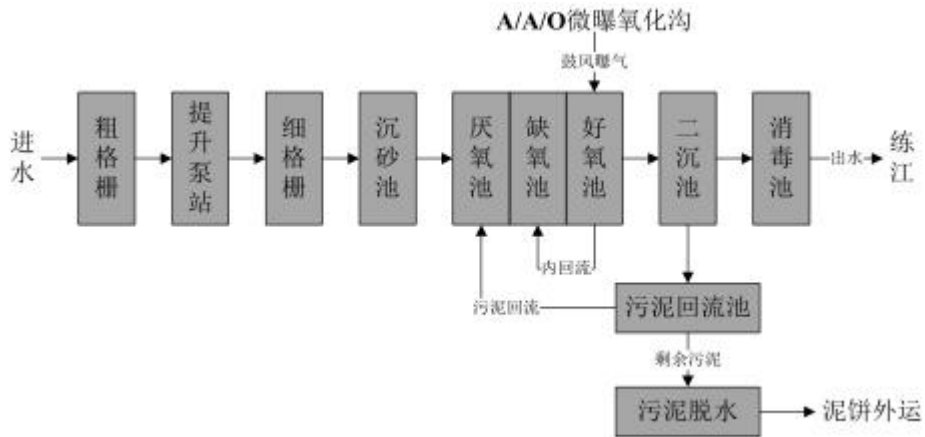 A/A/O微曝氧化沟
鼓风曝气
进水
粗格栅
提升泵站
细格栅
沉砂池
厌氧池
缺氧池
好氧池
二沉池
消毒池
出水
练江
内回流
污泥回流
污泥回流池
剩余污泥
污泥脱水
泥饼外运